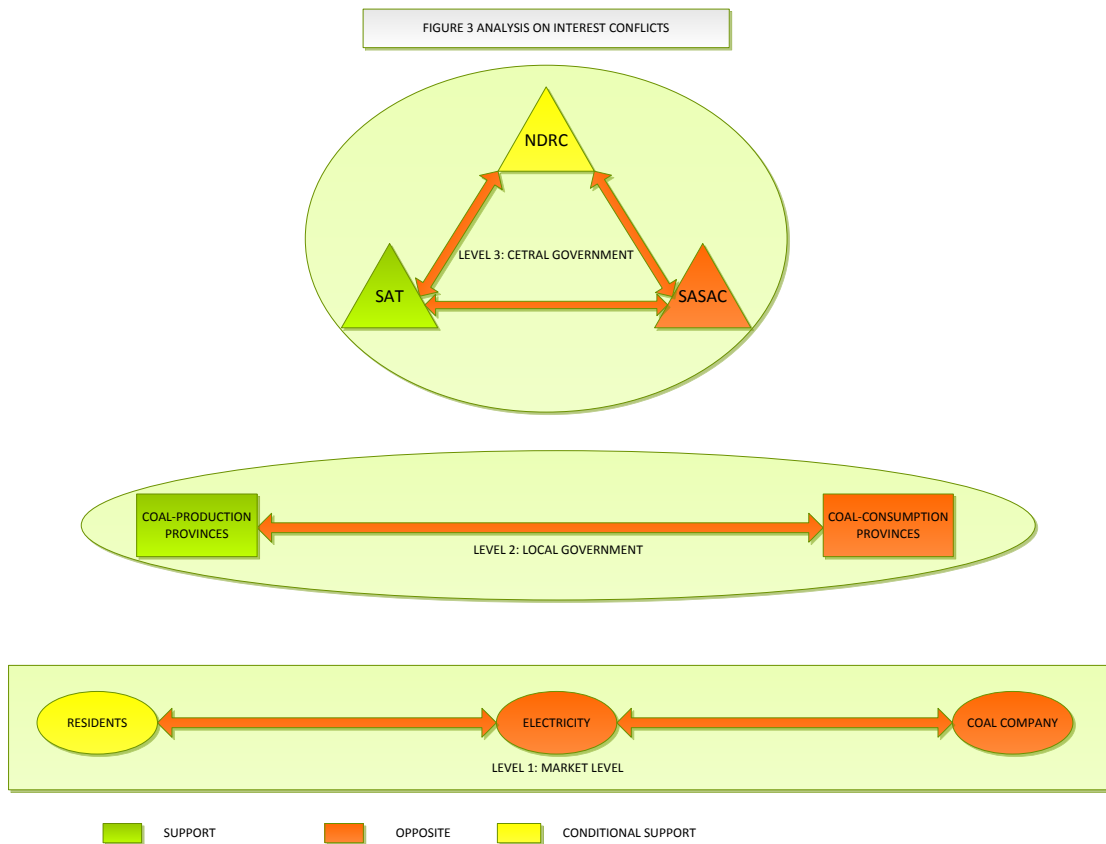 FIGURE 3 ANALYSIS ON INTEREST CONFLICTS
NDRC
LEVEL 3: CETRAL GOVERNMENT
SAT
SASAC
COAL-PRODUCTION
PROVINCES
COAL-CONSUMPTION
PROVINCES
LEVEL 2: LOCAL GOVERNMENT
RESIDENTS
ELECTRICITY
COAL COMPANY
LEVEL 1: MARKET LEVEL
SUPPORT
OPPOSITE
CONDITIONAL SUPPORT